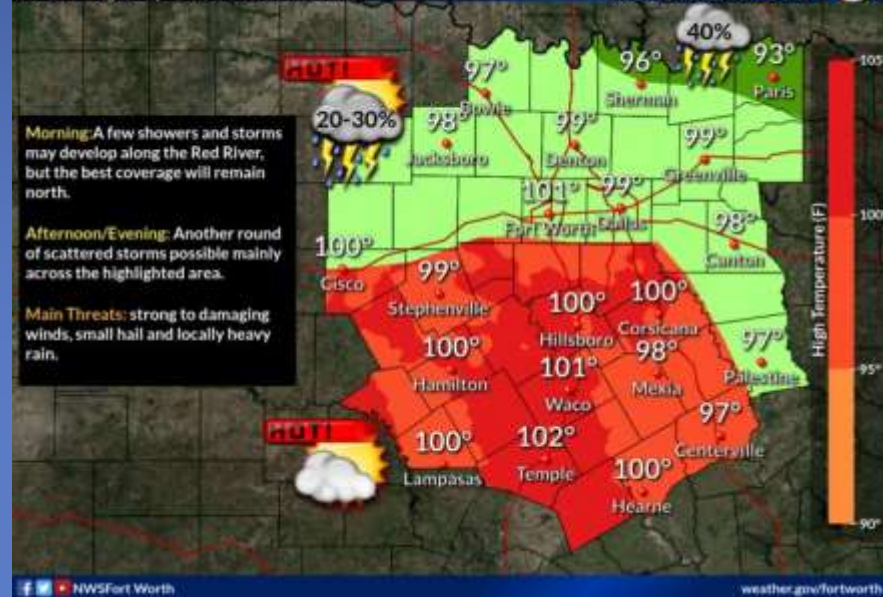 HOT!
20-30%
Morning:A few showers and storms
may develop along the Red River,
but the best coverage will remain
north.
Afternoon/Evening: Another round
of scattered storms possible mainly
across the highlighted area.
Main Threats: strong to damaging
winds, small hail and locally heavy
rain.
40%
97°
Bowie
96°
Sherman
93°
Paris
98°
Jacksboro
99°
Denton
99°
Greenville
101°
Fort Worth
99°
Dallas
98°
Canton
100°
Cisco
99°
Stephenville
100°
Hillsboro
100°
Corsicana
97°
Palestine
100°
Hamilton
101°
Waco
98°
Mexia
HOT!
100°
Lampasas
102°
Temple
97°
Centerville
100°
Hearne
High Temperature (F)
105°
100°
95°
90°
NWSFort Worth
weather.gov/fortworth